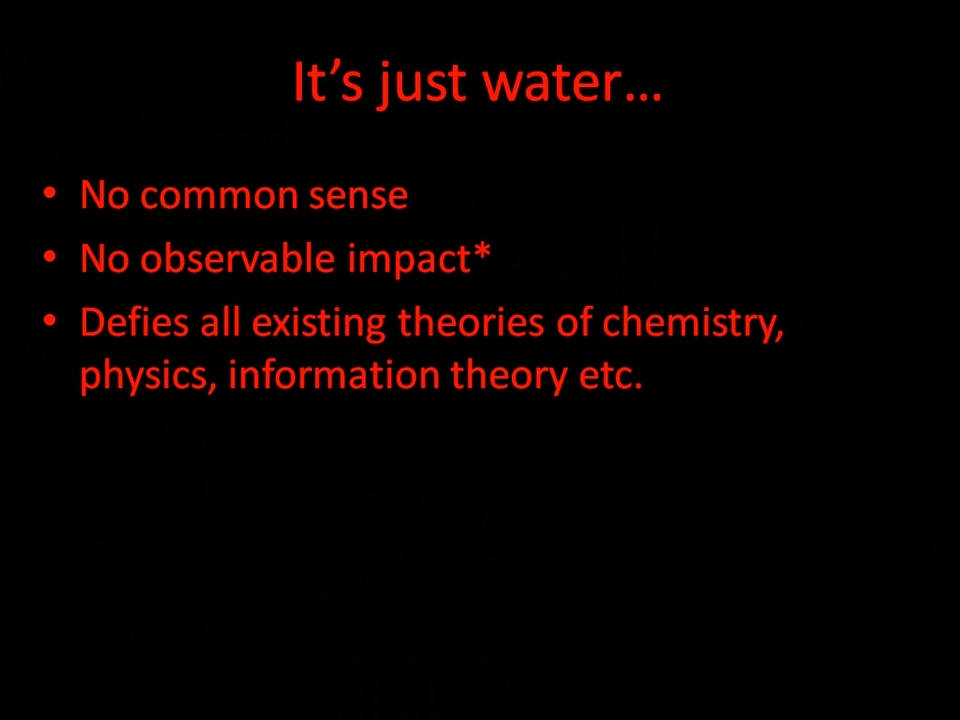 It’s just water…
• No common sense
• No observable impact*
• Defies all existing theories of chemistry,
physics, information theory etc.